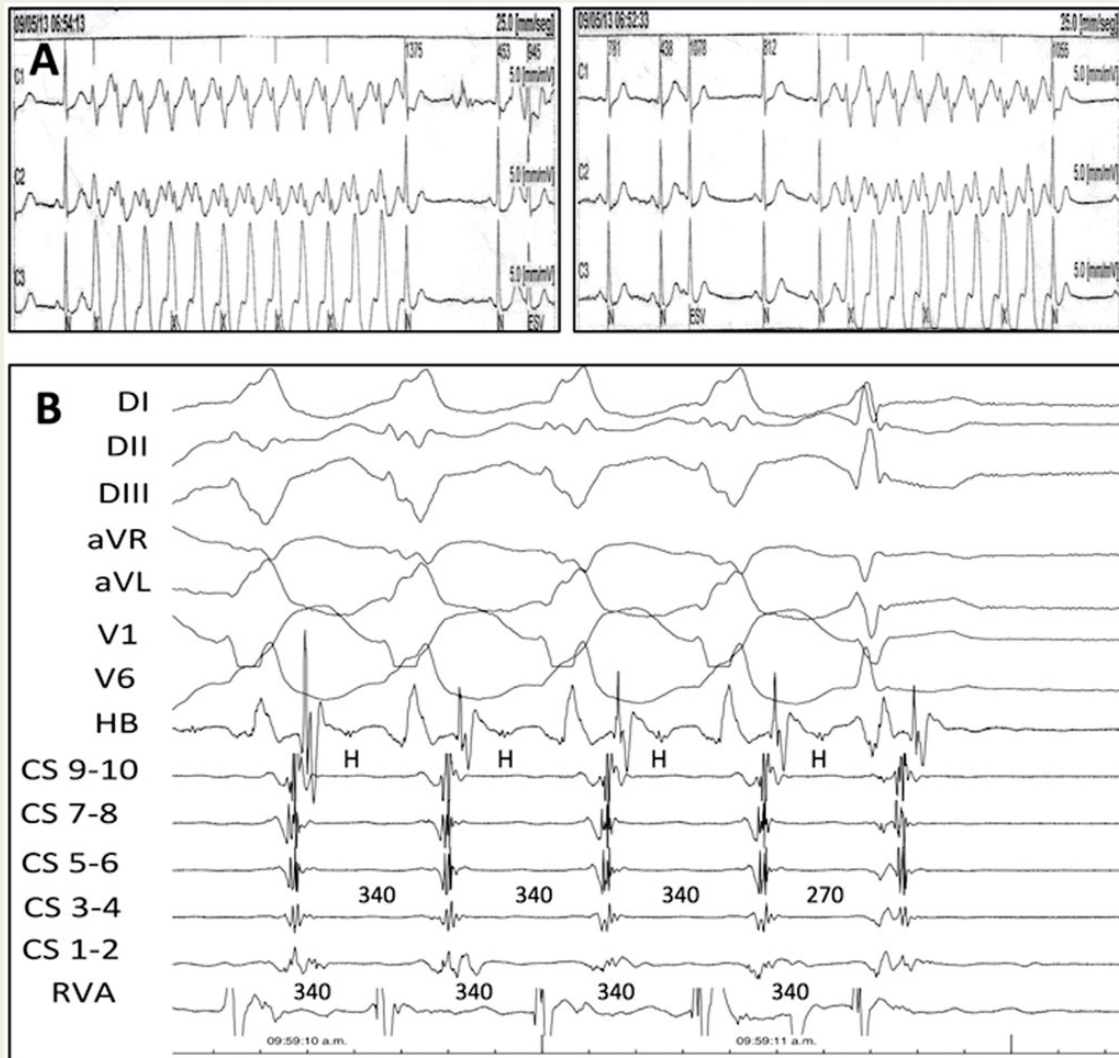 09/05/13 06:54:13 25.0 [mm/seg]
A
1375 453 945
C1 5.0 [mm/mV]
C2 5.0 [mm/mV]
C3 5.0 [mm/mV]
N X X X X X N N ESV
09/05/13 06:52:33 25.0 [mm/seg]
781 438 1078 812 1055
C1 5.0 [mm/mV]
C2 5.0 [mm/mV]
C3 5.0 [mm/mV]
N N ESV N N X X X N
B
DI
DII
DIII
aVR
aVL
V1
V6
HB
H H H H
CS 9-10
CS 7-8
CS 5-6
340 340 340 270
CS 3-4
CS 1-2
RVA
340 340 340 340
09:59:10 a.m. 09:59:11 a.m.